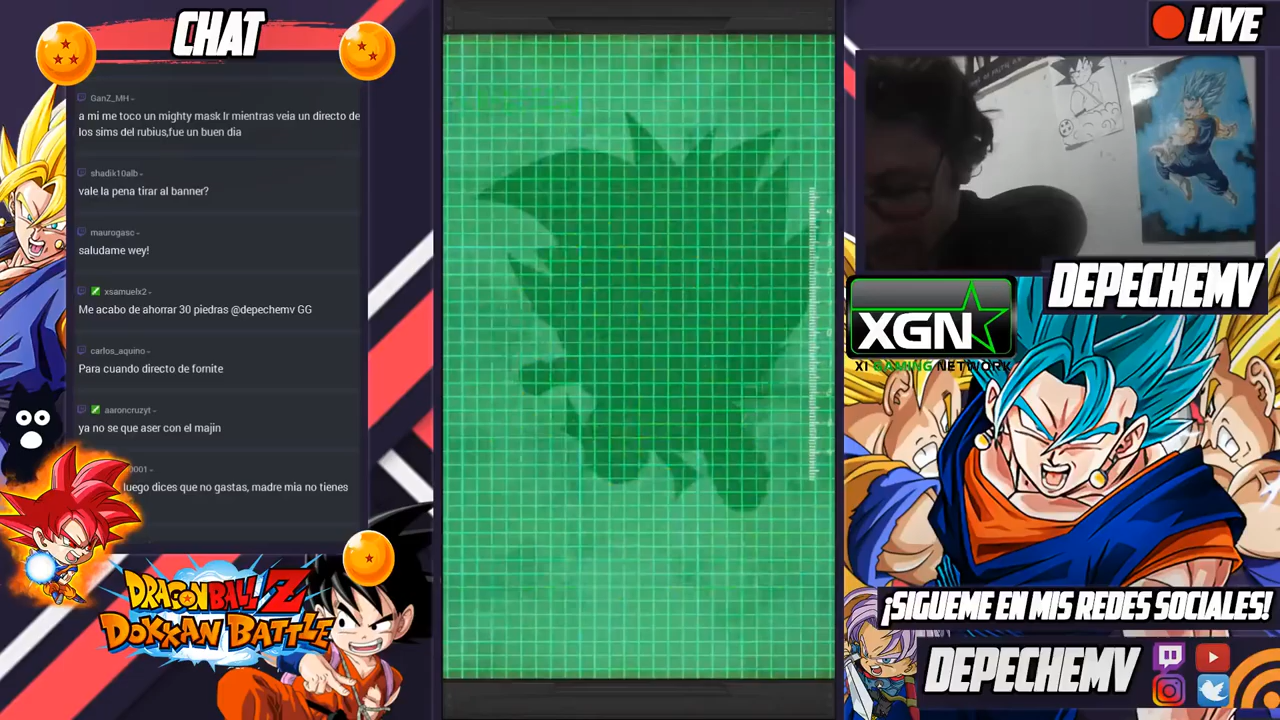 CHAT
GanZ_MH
a mi me toco un mighty mask lr mientras veia un directo de
los sims del rubius,fue un buen dia
shadik10alb
vale la pena tirar al banner?
maurogasc
saludame wey!
xsamuelx2
Me acabo de ahorrar 30 piedras @depechemv GG
carlos_aquino
Para cuando directo de fornite
aaroncruzyt
ya no se que aser con el majin
0001
luego dices que no gastas, madre mia no tienes
DRAGON BALL Z
DOKKAN BATTLE
LIVE
DEPECHEMV
XGN
XI GAMING NETWORK
¡SIGUEME EN MIS REDES SOCIALES!
DEPECHEMV